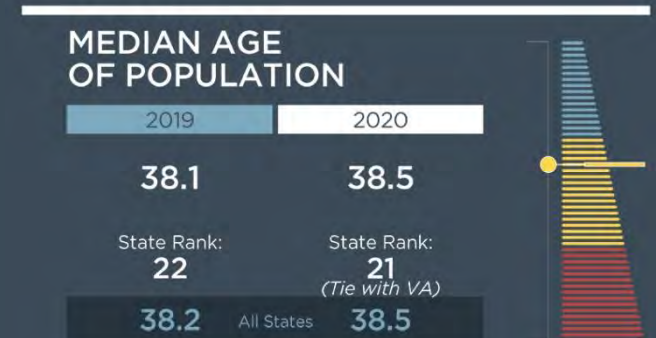 MEDIAN AGE
OF POPULATION
2019 2020
38.1 38.5
State Rank: State Rank:
22 21
(Tie with VA)
38.2 All States 38.5